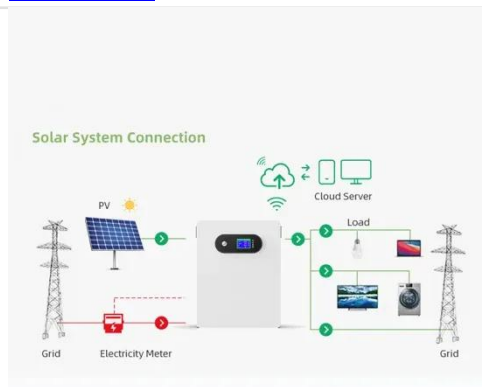 Solar System Connection
Cloud Server
PV
Load
Grid
Electricity Meter
Grid